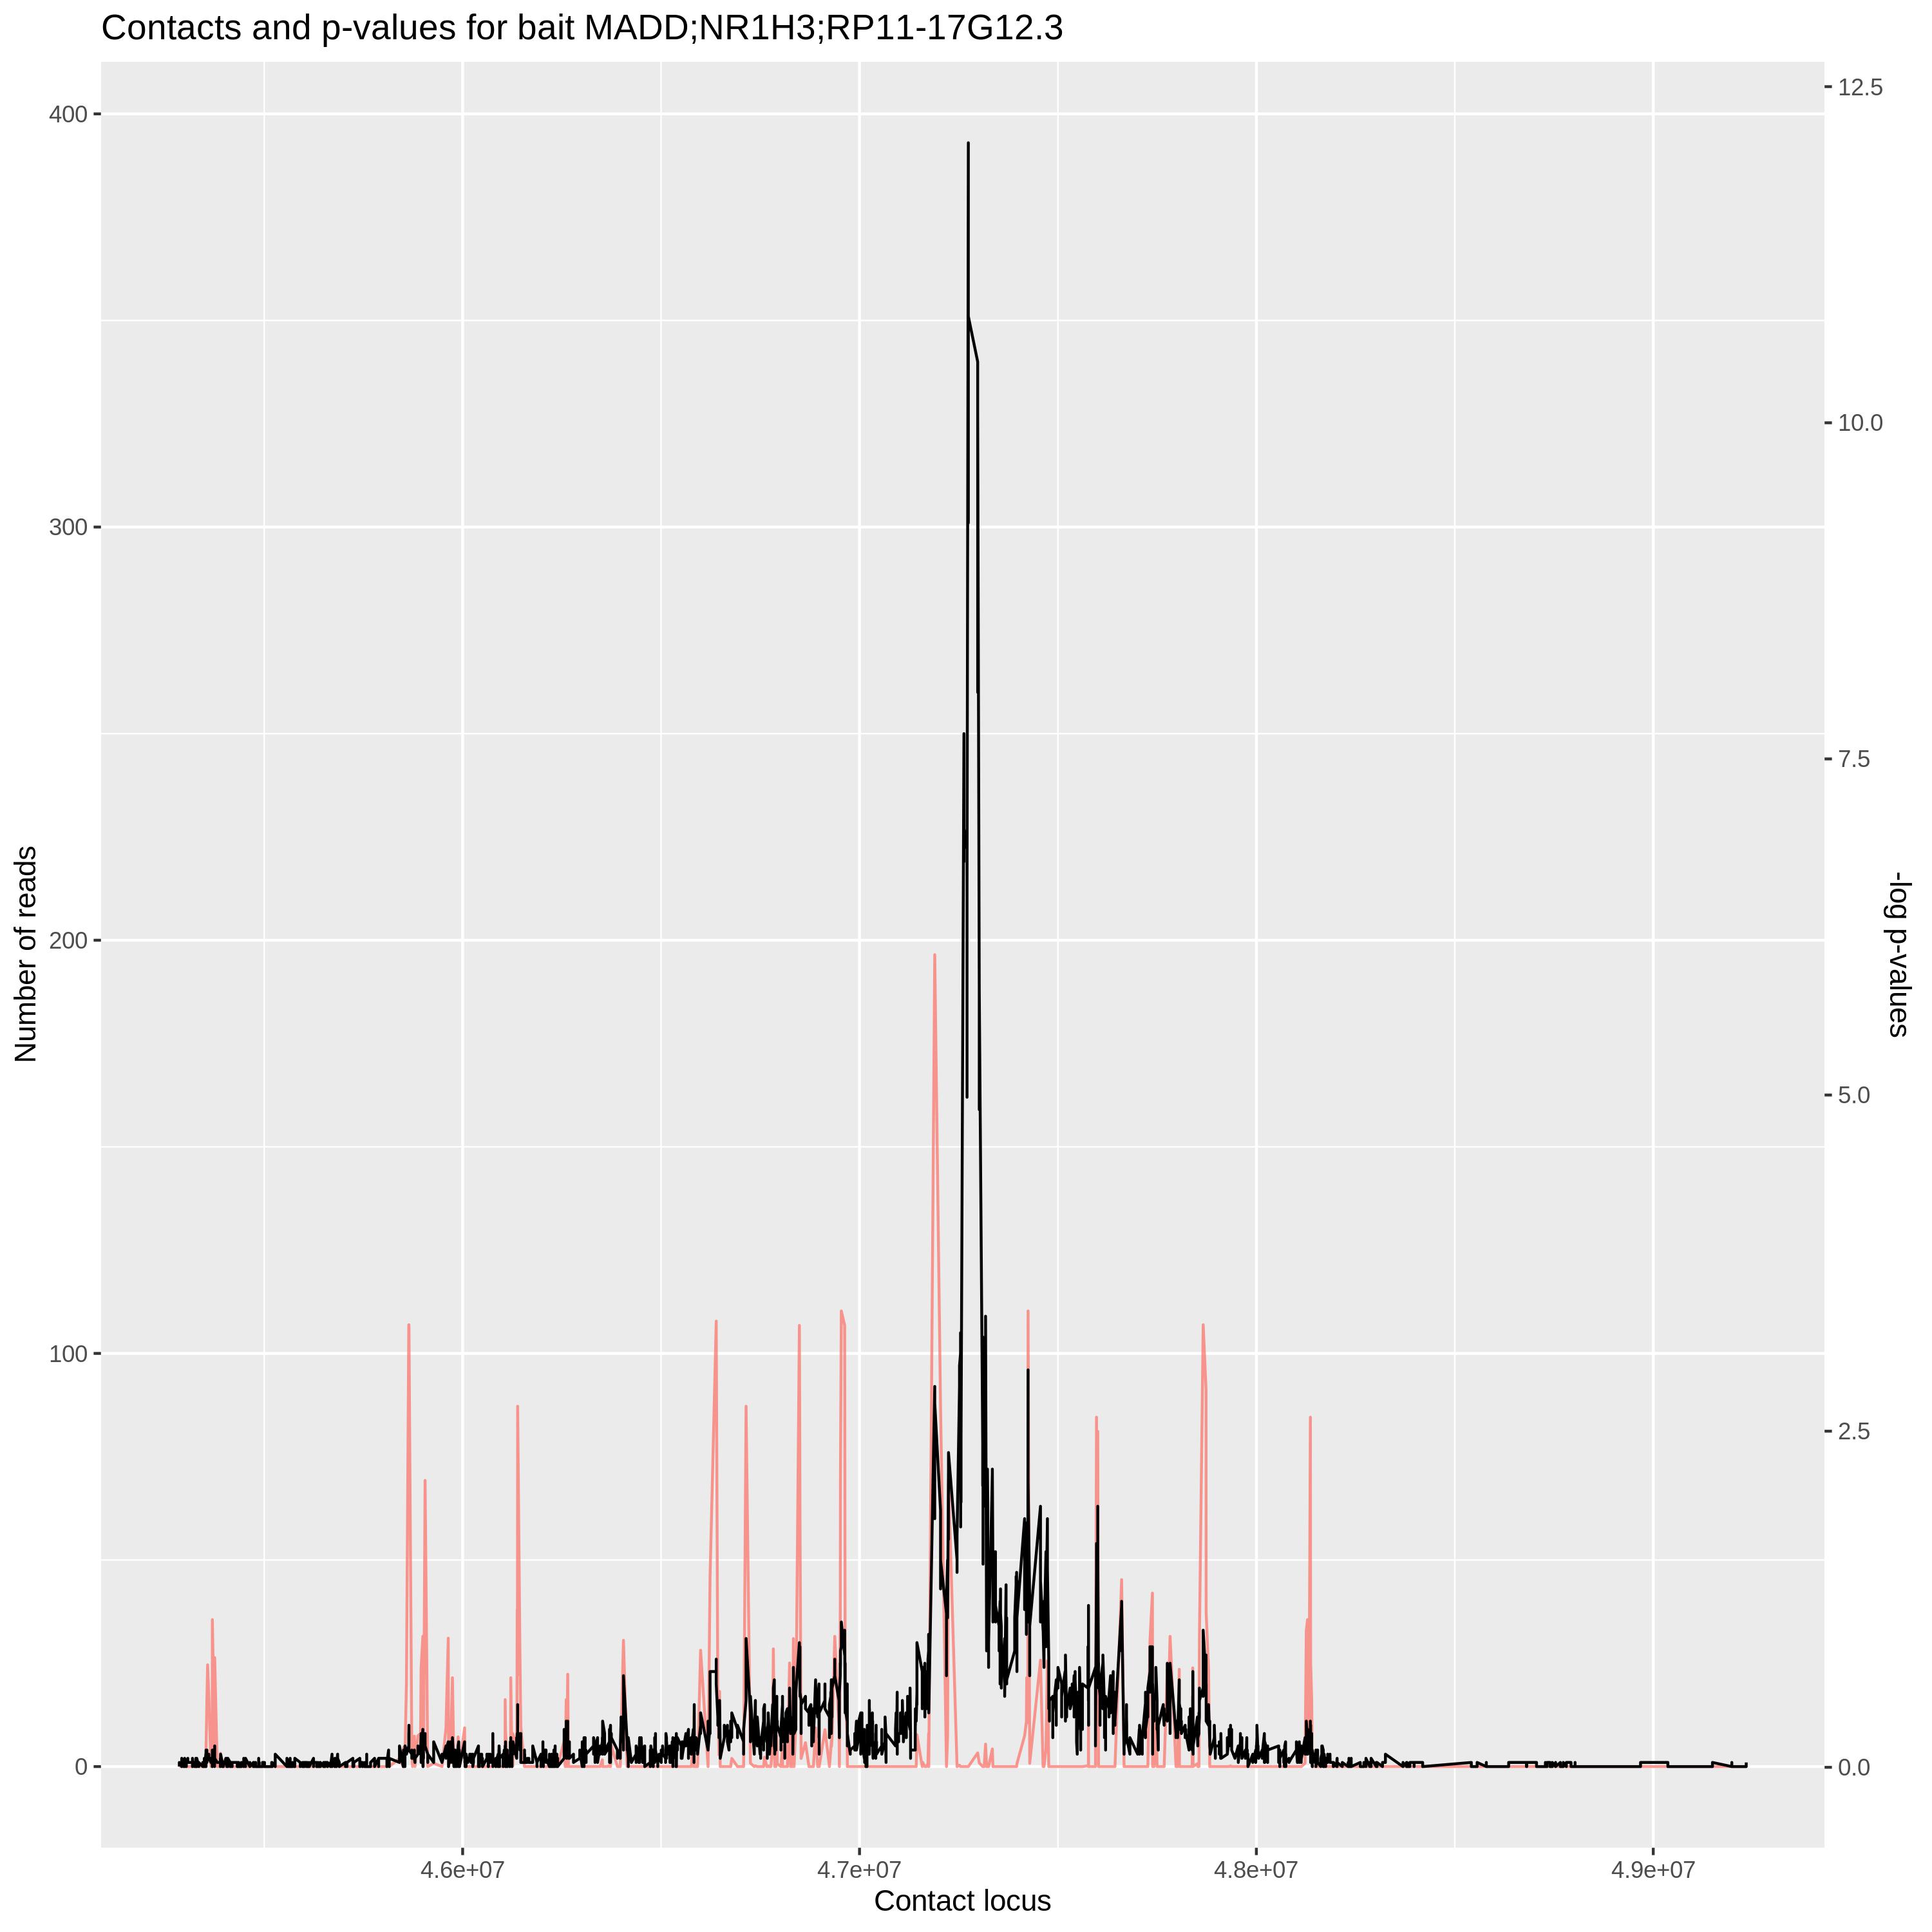 Contacts and p-values for bait MADD;NR1H3;RP11-17G12.3
400
300
200
100
0
Number of reads
12.5
10.0
7.5
5.0
2.5
0.0
-log p-values
4.6e+07
4.7e+07
4.8e+07
4.9e+07
Contact locus